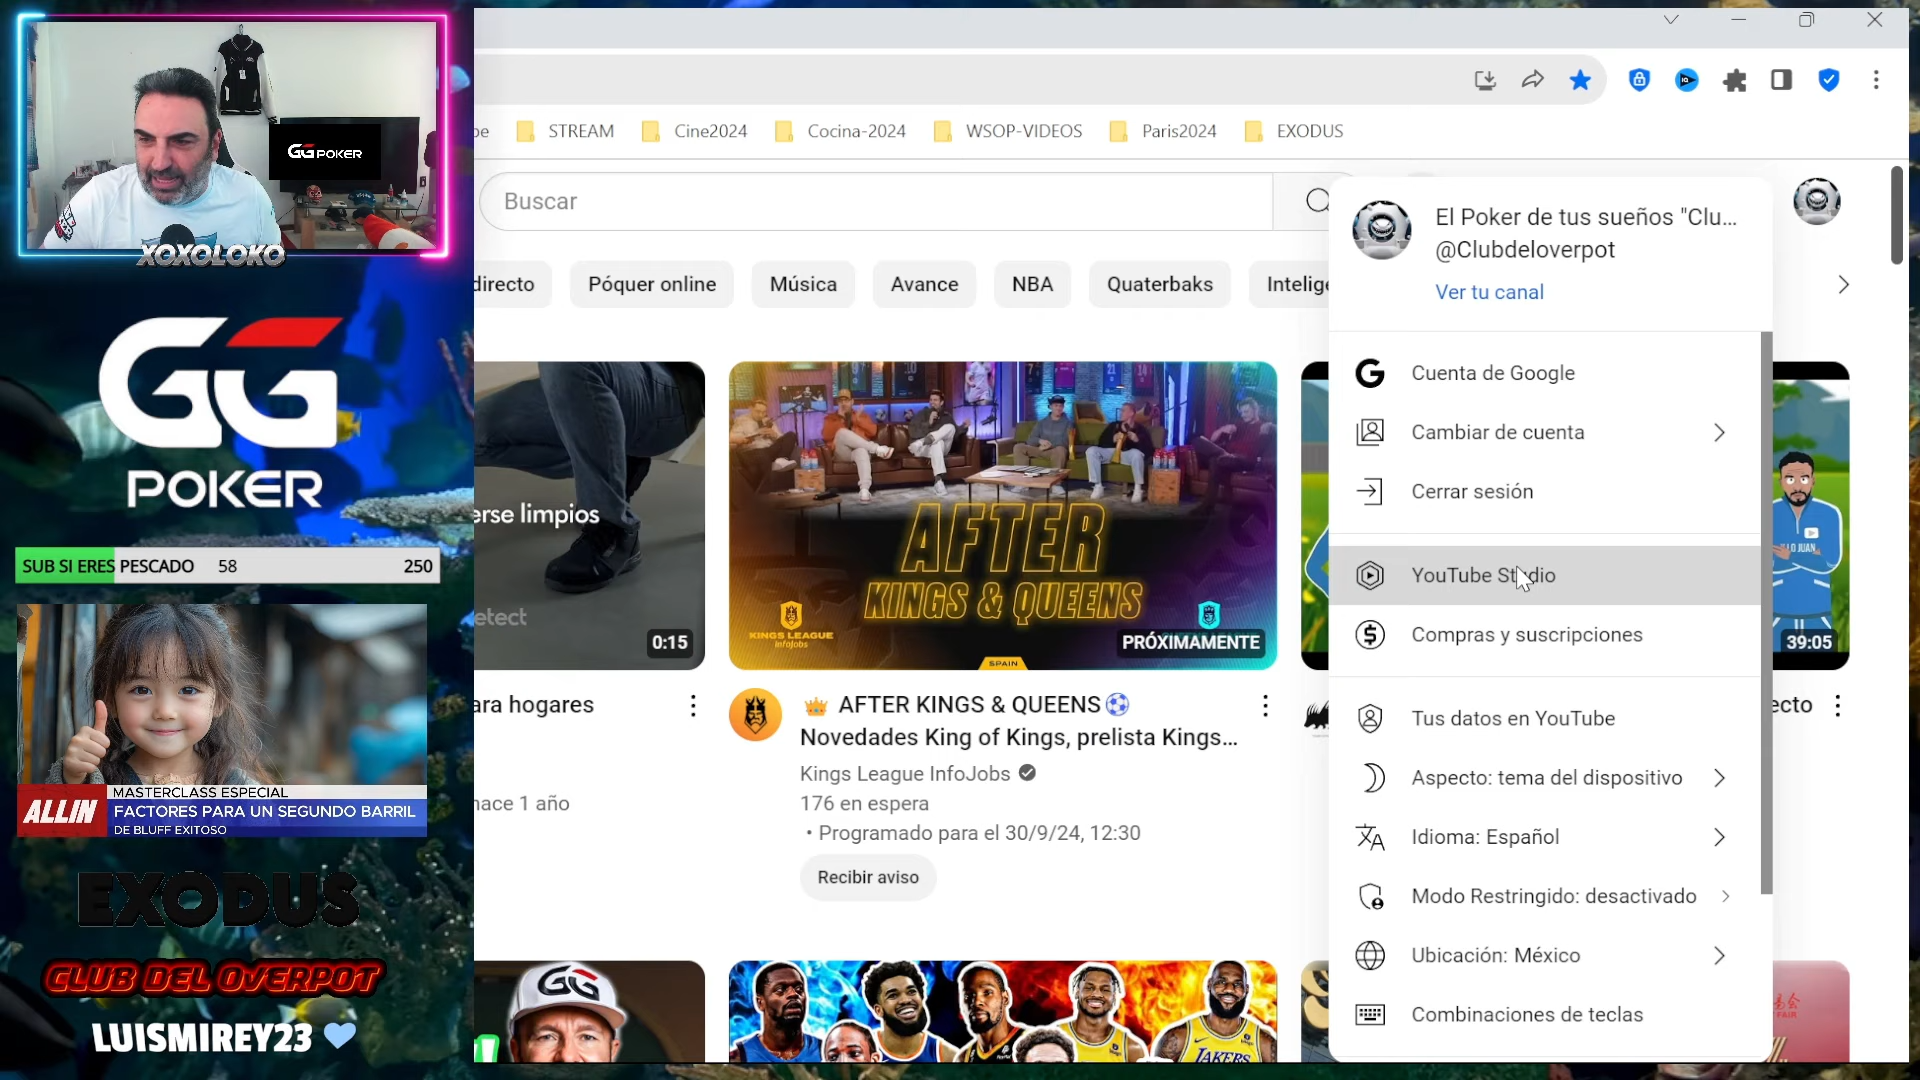 GG POKER
XOXOLOKO
GG
POKER
SUB SI ERES PESCADO 58 250
MASTERCLASS ESPECIAL
ALLIN
FACTORES PARA UN SEGUNDO BARRIL
DE BLUFF EXITOSO
EXODUS
CLUB DEL OVERPOT
LUISMIREY23
STREAM
Cine2024
Cocina-2024
WSOP-VIDEOS
Paris2024
EXODUS
Buscar
directo
Póquer online
Música
Avance
NBA
Quaterbaks
Intelige
erse limpios
etect
0:15
ara hogares
hace 1 año
AFTER
KINGS & QUEENS
KINGS LEAGUE
InfoJobs
SPAIN
PRÓXIMAMENTE
👑 AFTER KINGS & QUEENS⚽
Novedades King of Kings, prelista Kings...
Kings League InfoJobs
176 en espera
• Programado para el 30/9/24, 12:30
Recibir aviso
GG
LAKERS
El Poker de tus sueños "Clu...
@Clubdeloverpot
Ver tu canal
Cuenta de Google
Cambiar de cuenta
Cerrar sesión
YouTube Studio
Compras y suscripciones
Tus datos en YouTube
Aspecto: tema del dispositivo
Idioma: Español
Modo Restringido: desactivado
Ubicación: México
Combinaciones de teclas
39:05
ecto